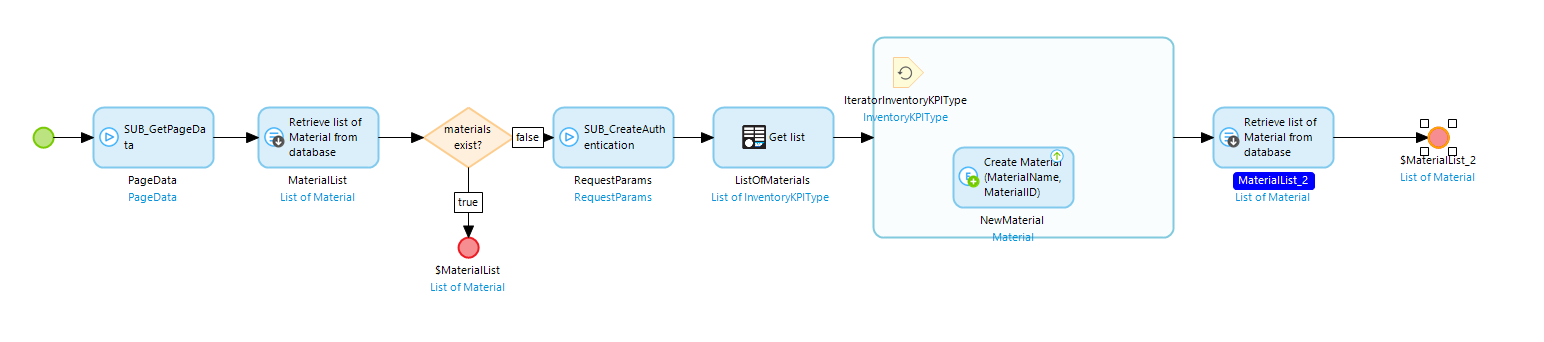 SUB_GetPageDa
ta
PageData
PageData
Retrieve list of
Material from
database
MaterialList
List of Material
materials
exist?
false
true
$MaterialList
List of Material
SUB_CreateAuth
entication
RequestParams
RequestParams
Get list
ListOfMaterials
List of InventoryKPIType
IteratorInventoryKPIType
InventoryKPIType
Create Material
(MaterialName,
MaterialID)
NewMaterial
Material
Retrieve list of
Material from
database
MaterialList_2
List of Material
$MaterialList_2
List of Material